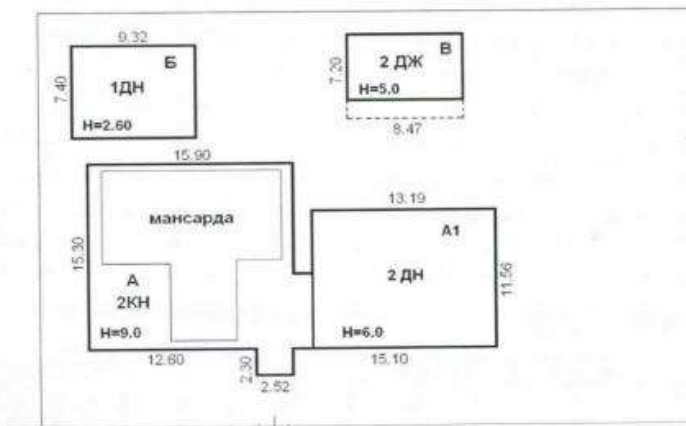 9.32
Б
7.40
1ДН
H=2.60
В
7.20
2 ДЖ
H=5.0
8.47
15.90
15.30
мансарда
А
2КН
H=9.0
12.60
2.30
2.52
13.19
А1
2 ДН
11.56
H=6.0
15.10